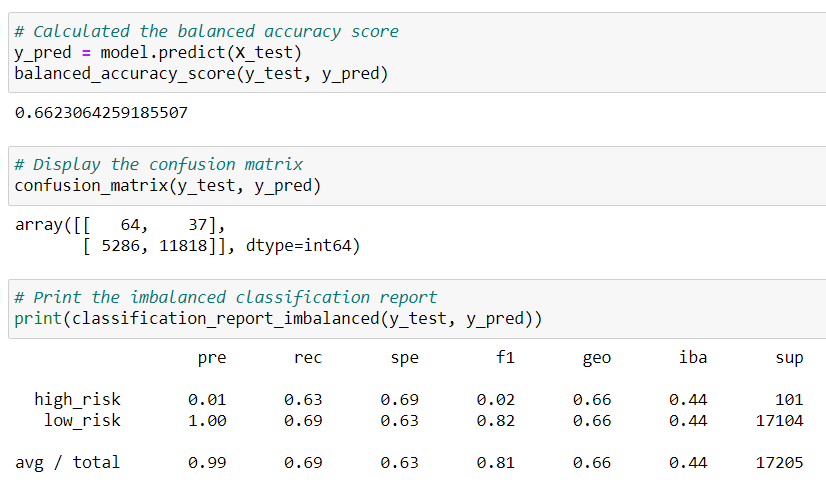 # Calculated the balanced accuracy score
y_pred = model.predict(X_test)
balanced_accuracy_score(y_test, y_pred)
0.6623064259185507
# Display the confusion matrix
confusion_matrix(y_test, y_pred)
array([[   64,    37],
       [ 5286, 11818]], dtype=int64)
# Print the imbalanced classification report
print(classification_report_imbalanced(y_test, y_pred))
pre rec spe f1 geo iba sup
high_risk 0.01 0.63 0.69 0.02 0.66 0.44 101
low_risk 1.00 0.69 0.63 0.82 0.66 0.44 17104
avg / total 0.99 0.69 0.63 0.81 0.66 0.44 17205